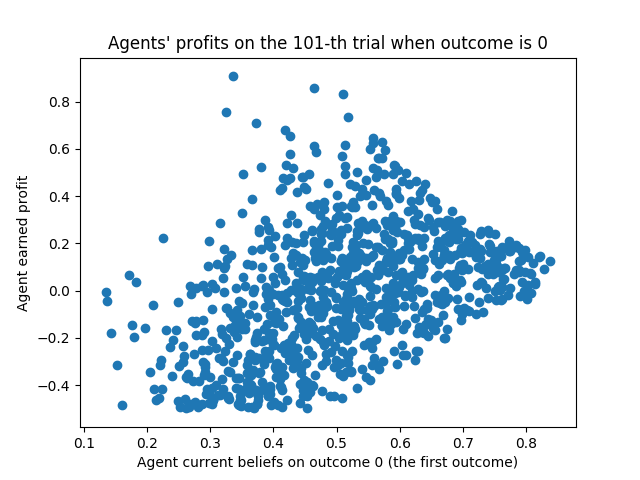 Agents' profits on the 101-th trial when outcome is 0
Agent earned profit
0.8
0.6
0.4
0.2
0.0
−0.2
−0.4
0.1 0.2 0.3 0.4 0.5 0.6 0.7 0.8
Agent current beliefs on outcome 0 (the first outcome)